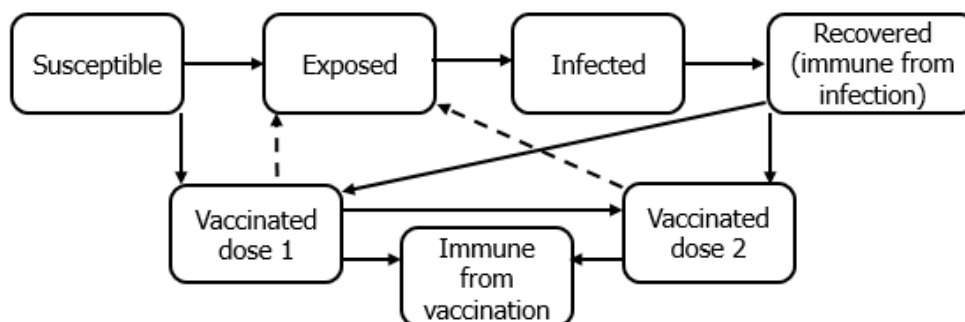 Susceptible
Exposed
Infected
Recovered
(immune from
infection)
Vaccinated
dose 1
Immune
from
vaccination
Vaccinated
dose 2